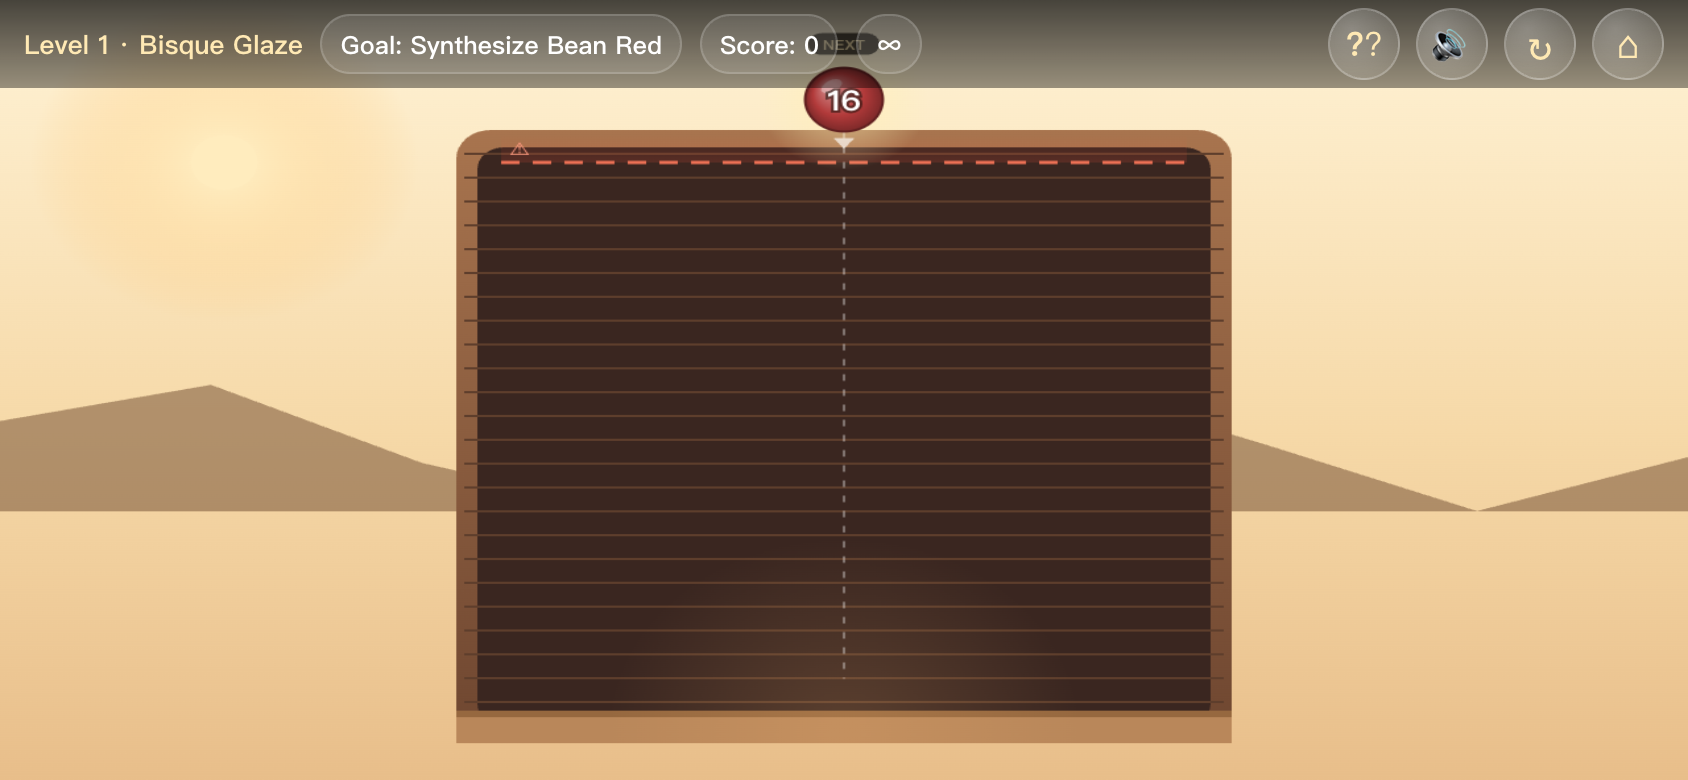 Level 1 · Bisque Glaze
Goal: Synthesize Bean Red
Score: 0
NEXT
∞
??
16